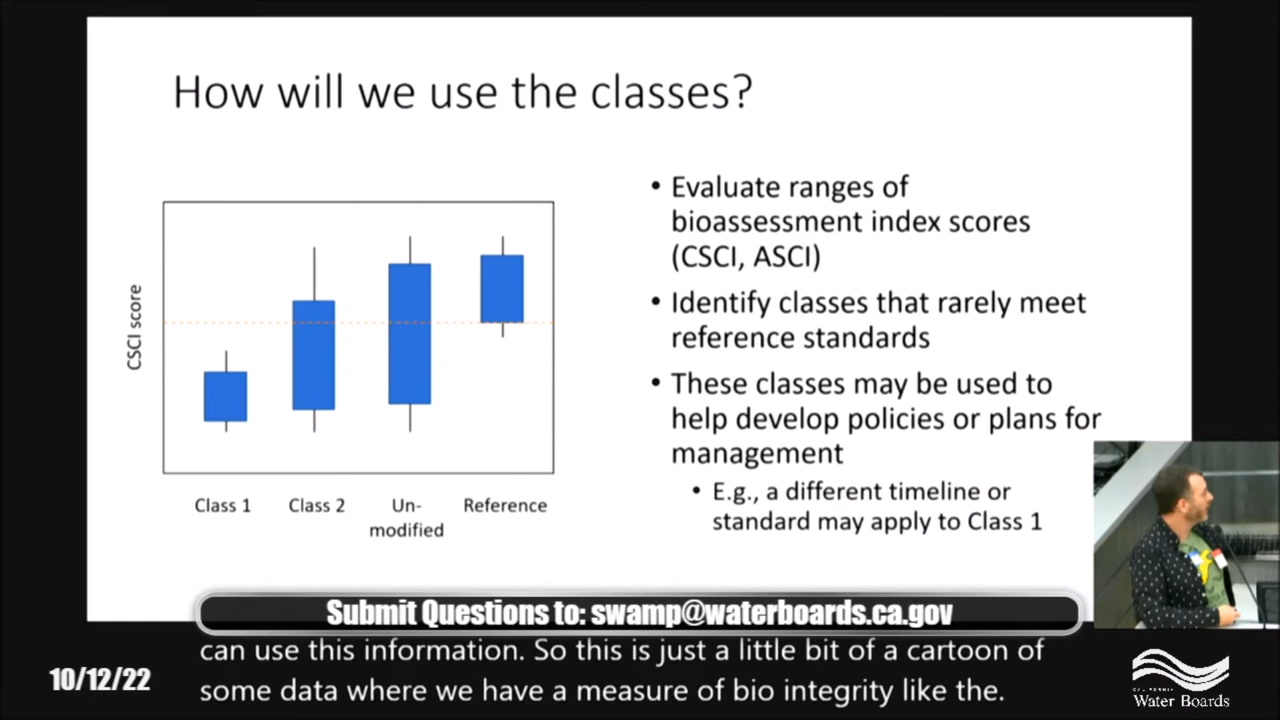 How will we use the classes?
CSCI score
Class 1
Class 2
Un-
modified
Reference
• Evaluate ranges of
bioassessment index scores
(CSCI, ASCI)
• Identify classes that rarely meet
reference standards
• These classes may be used to
help develop policies or plans for
management
• E.g., a different timeline or
standard may apply to Class 1
Submit Questions to: swamp@waterboards.ca.gov
can use this information. So this is just a little bit of a cartoon of
some data where we have a measure of bio integrity like the.
10/12/22
CALIFORNIA
Water Boards